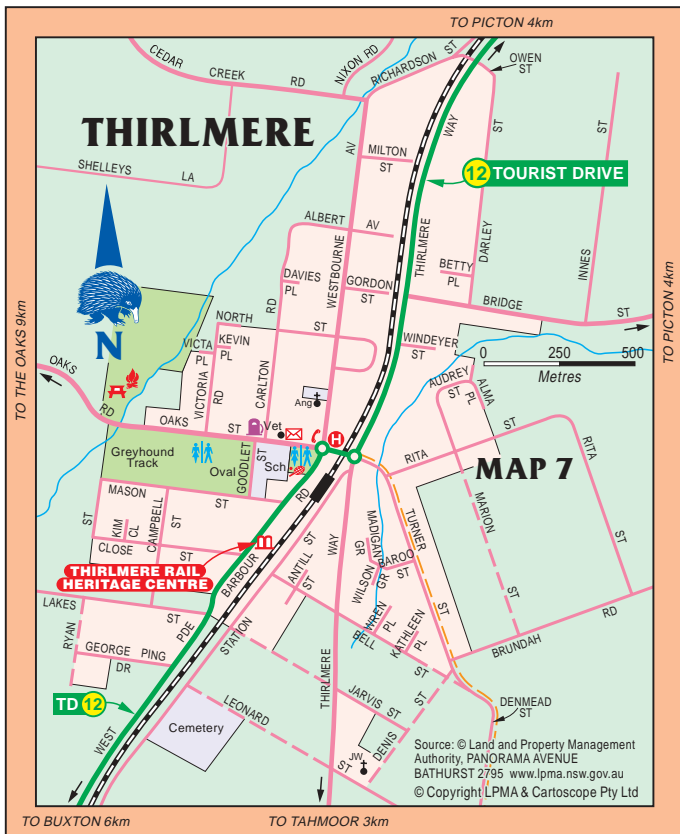 TO PICTON 4km
CEDAR
CREEK
RD
NIXON RD
RICHARDSON
ST
OWEN
ST
THIRLMERE
SHELLEYS
LA
AV
MILTON
ST
WAY
ST
12 TOURIST DRIVE
ST
ALBERT
AV
WESTBOURNE
THIRLMERE
DARLEY
INNES
DAVIES
PL
GORDON
ST
BETTY
PL
BRIDGE
ST
TO PICTON 4km
TO THE OAKS 9km
N
NORTH
ST
RD
KEVIN
PL
VICTA
PL
VICTORIA
RD
CARLTON
WINDEYER
ST
0
250
500
Metres
OAKS
RD
AUDREY
ST
ALMA
PL
Ang
OAKS
ST
Vet
H
Greyhound
Track
Oval
GOODLET
ST
Sch
RITA
ST
RITA
ST
MAP 7
MASON
ST
RD
ST
KIM
CL
CAMPBELL
ST
CLOSE
ST
MARION
ST
TURNER
ST
MADIGAN
GR
WILSON
GR
BAROO
ST
WAY
ANTILL
ST
ST
THIRLMERE RAIL
HERITAGE CENTRE
BARBOUR
LAKES
ST
RYAN
GEORGE
PING
DR
PDE
STATION
WREN
PL
BELL
ST
KATHLEEN
PL
BRUNDAH
RD
THIRLMERE
LEONARD
ST
JARVIS
ST
DENIS
ST
DENMEAD
ST
TD 12
WEST
Cemetery
JW
Source: © Land and Property Management
Authority, PANORAMA AVENUE
BATHURST 2795 www.lpma.nsw.gov.au
© Copyright LPMA & Cartoscope Pty Ltd
TO BUXTON 6km
TO TAHMOOR 3km